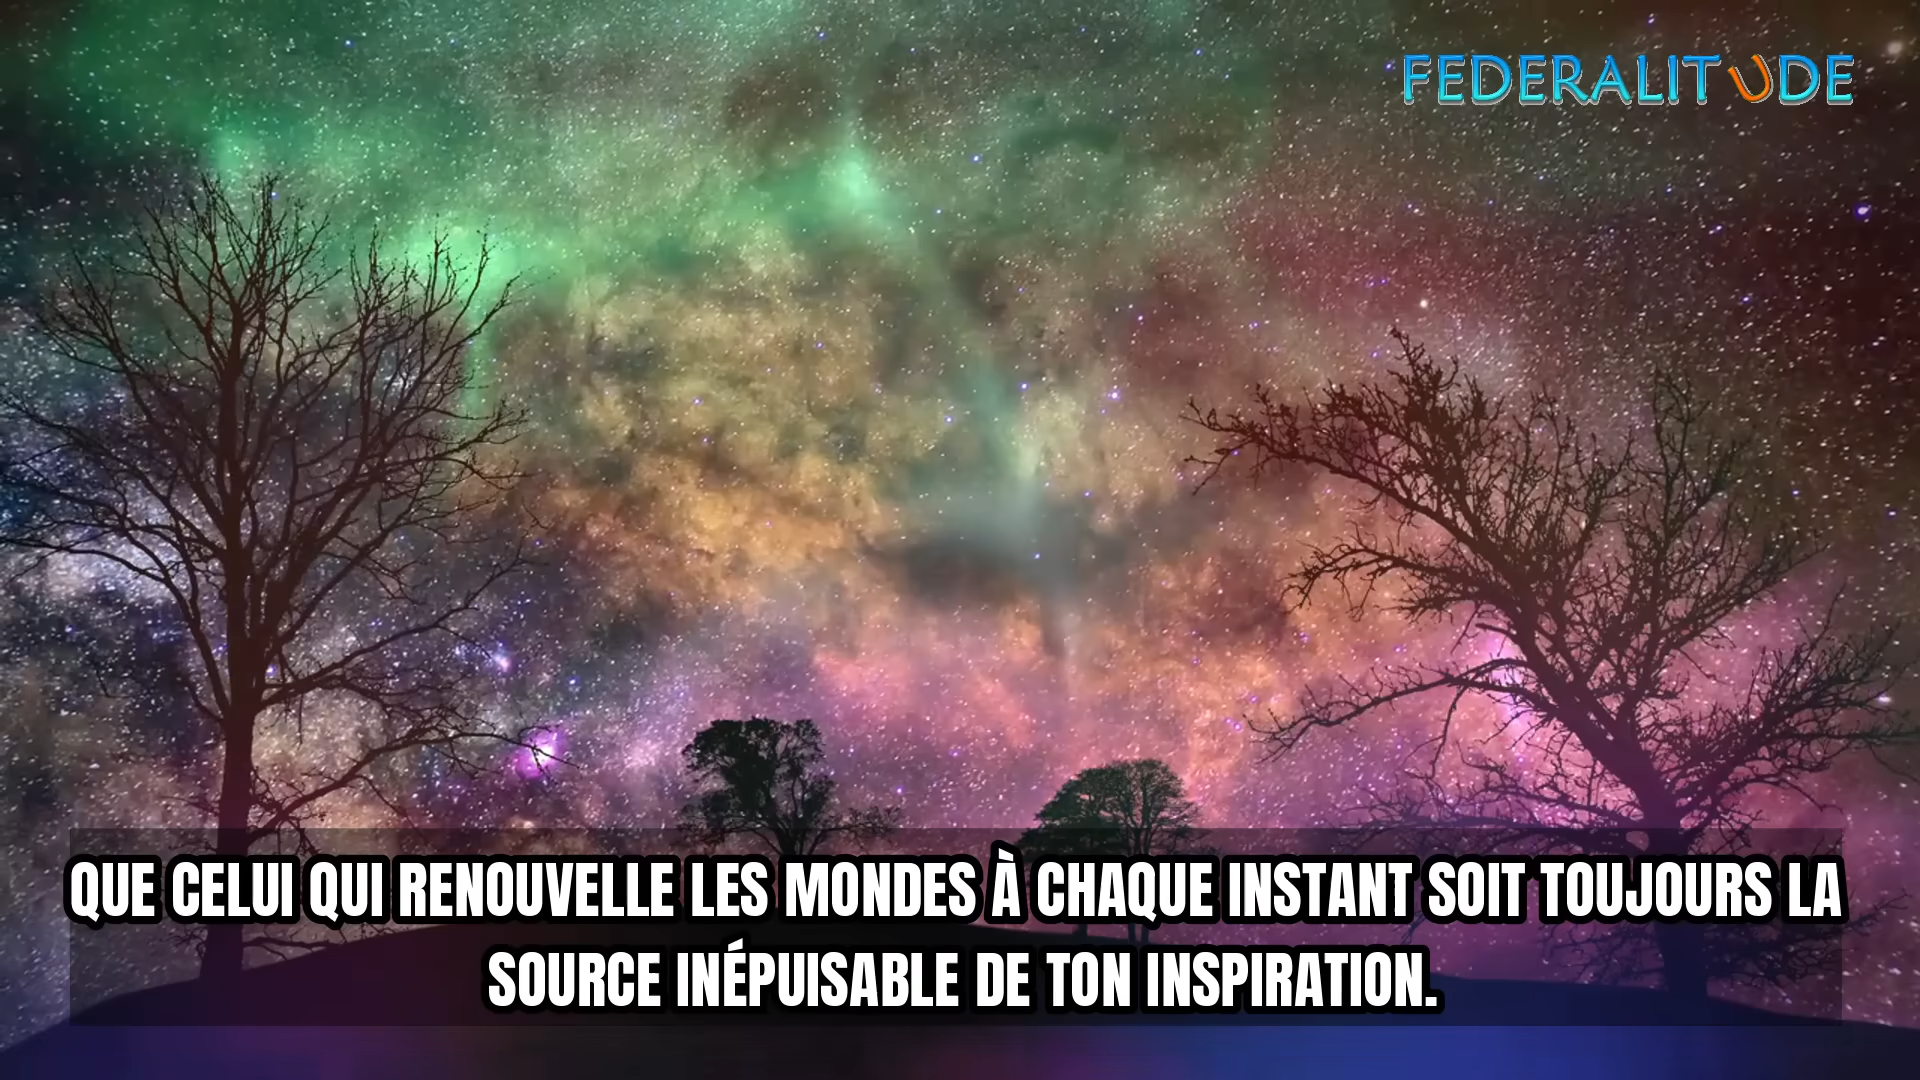 FEDERALITUDE
QUE CELUI QUI RENOUVELLE LES MONDES À CHAQUE INSTANT SOIT TOUJOURS LA
SOURCE INÉPUISABLE DE TON INSPIRATION.